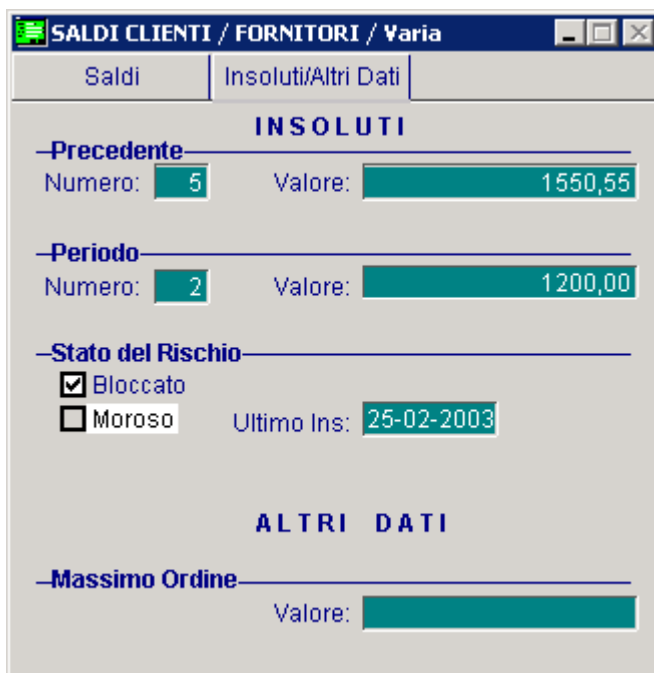 SALDI CLIENTI / FORNITORI / Varia
Saldi Insoluti/Altri Dati
INSOLUTI
Precedente
Numero: 5 Valore: 1550,55
Periodo
Numero: 2 Valore: 1200,00
Stato del Rischio
Bloccato
Moroso Ultimo Ins: 25-02-2003
ALTRI DATI
Massimo Ordine
Valore: